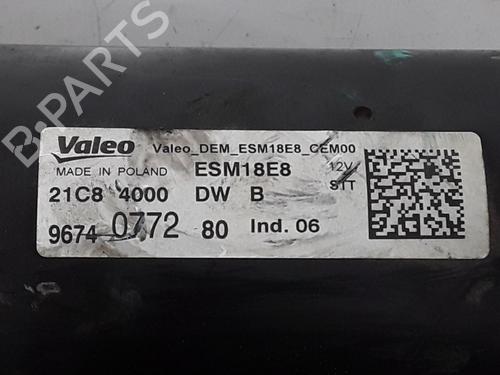 B PARTS
Valeo Valeo_DEM_ESM18E8_CEM00
MADE IN POLAND ESM18E8 12V
21C8 4000 DW B STT
9674 0772 80 Ind. 06